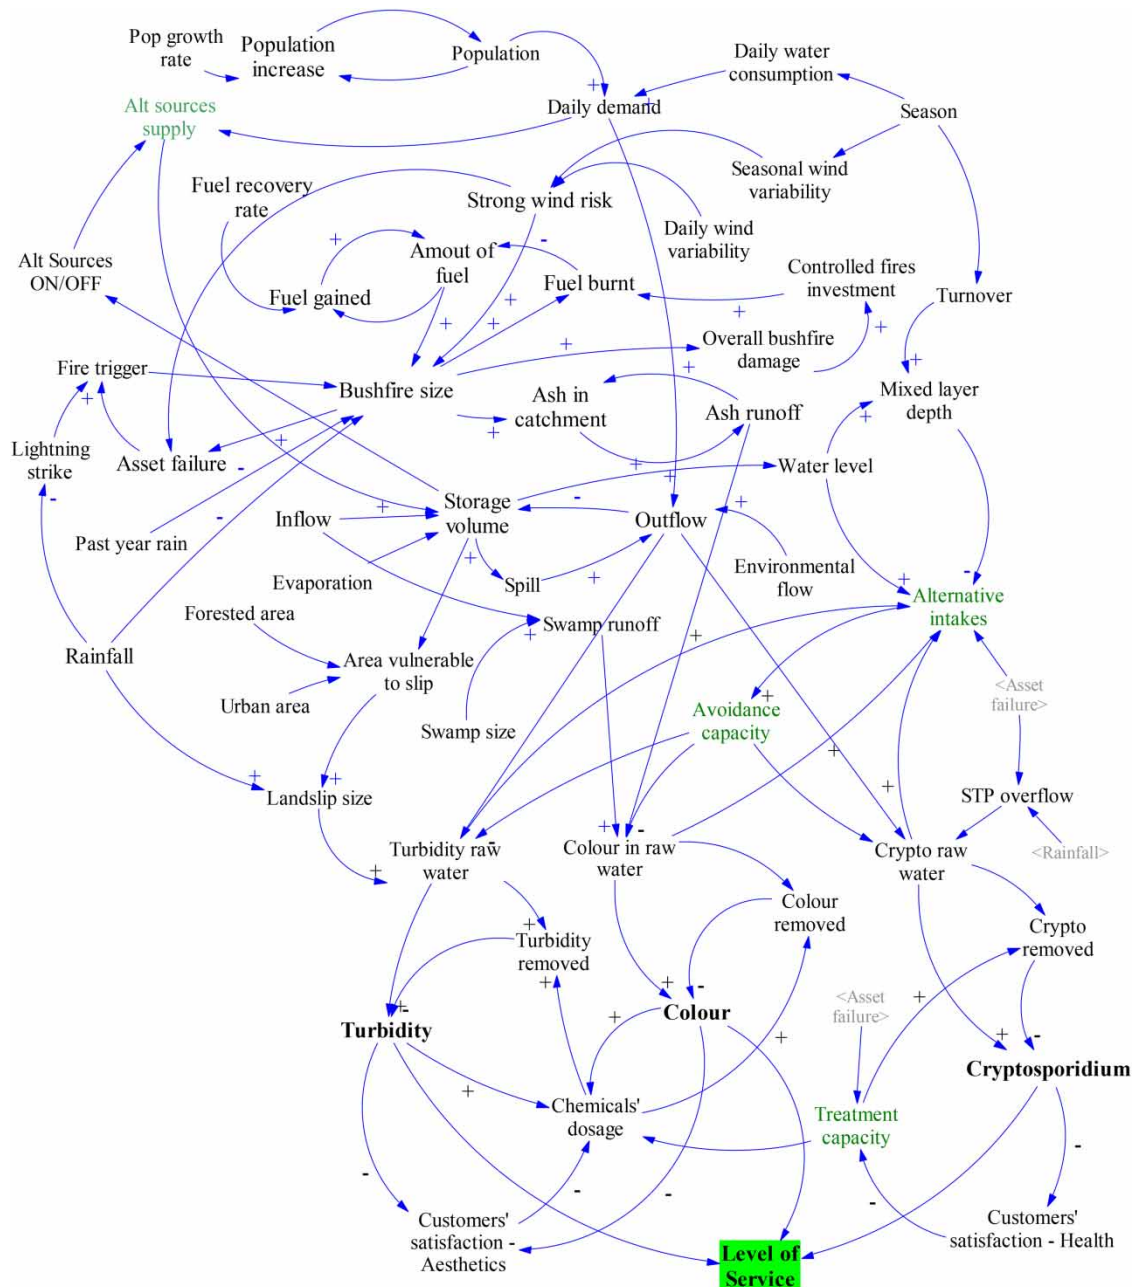 Pop growth
rate
Population
increase
Population
Daily water
consumption
Alt sources
supply
Daily demand
Season
Fuel recovery
rate
Strong wind risk
Seasonal wind
variability
Daily wind
variability
Alt Sources
ON/OFF
Amout of
fuel
Fuel gained
Fuel burnt
Controlled fires
investment
Turnover
Overall bushfire
damage
Fire trigger
Bushfire size
Ash in
catchment
Ash runoff
Mixed layer
depth
Lightning
strike
Asset failure
Water level
Storage
volume
Inflow
Outflow
Past year rain
Evaporation
Spill
Environmental
flow
Alternative
intakes
Forested area
Swamp runoff
Rainfall
Area vulnerable
to slip
Urban area
Swamp size
Avoidance
capacity
<Asset
failure>
Landslip size
STP overflow
Turbidity raw
water
Colour in raw
water
Crypto raw
water
<Rainfall>
Colour
removed
Turbidity
removed
Crypto
removed
<Asset
failure>
Turbidity
Colour
Cryptosporidium
Chemicals'
dosage
Treatment
capacity
Customers'
satisfaction -
Aesthetics
Customers'
satisfaction - Health
Level of
Service